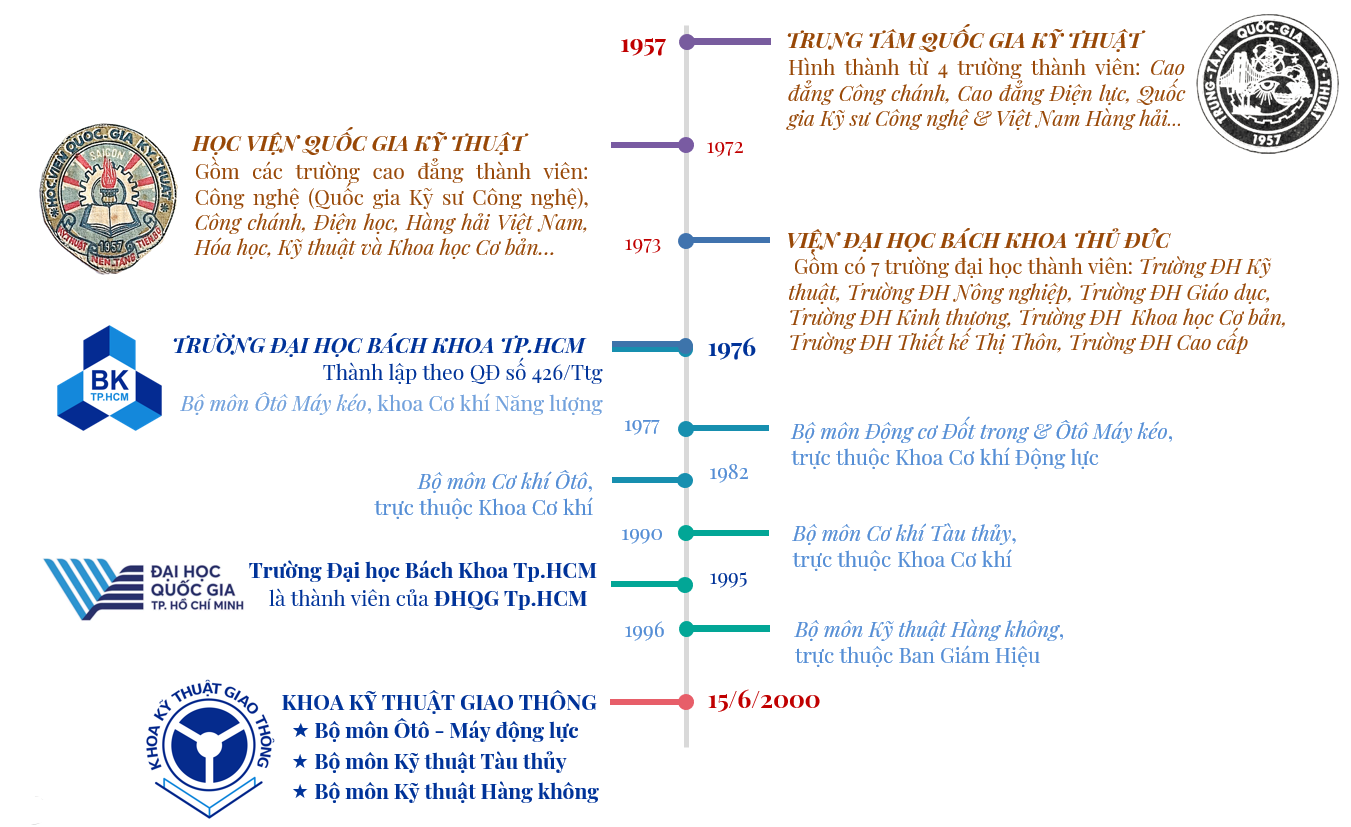 1957
TRUNG TÂM QUỐC GIA KỸ THUẬT
Hình thành từ 4 trường thành viên: Cao
đẳng Công chánh, Cao đẳng Điện lực, Quốc
gia Kỹ sư Công nghệ & Việt Nam Hàng hải...
TRUNG-TÂM QUỐC-GIA KỸ-THUẬT
1957
HỌC VIỆN QUỐC GIA KỸ THUẬT
Gồm các trường cao đẳng thành viên:
Công nghệ (Quốc gia Kỹ sư Công nghệ),
Công chánh, Điện học, Hàng hải Việt Nam,
Hóa học, Kỹ thuật và Khoa học Cơ bản...
1972
HỌC-VIỆN QUỐC-GIA KỸ-THUẬT
SAIGON
KỸ THUẬT 1957 TIẾN BỘ
NỀN TẢNG
1973
VIỆN ĐẠI HỌC BÁCH KHOA THỦ ĐỨC
Gồm có 7 trường đại học thành viên: Trường ĐH Kỹ
thuật, Trường ĐH Nông nghiệp, Trường ĐH Giáo dục,
Trường ĐH Kinh thương, Trường ĐH Khoa học Cơ bản,
Trường ĐH Thiết kế Thị Thôn, Trường ĐH Cao cấp
BK
TP.HCM
TRƯỜNG ĐẠI HỌC BÁCH KHOA TP.HCM
Thành lập theo QĐ số 426/Ttg
Bộ môn Ôtô Máy kéo, khoa Cơ khí Năng lượng
1976
1977
Bộ môn Động cơ Đốt trong & Ôtô Máy kéo,
trực thuộc Khoa Cơ khí Động lực
Bộ môn Cơ khí Ôtô,
trực thuộc Khoa Cơ khí
1982
1990
Bộ môn Cơ khí Tàu thủy,
trực thuộc Khoa Cơ khí
ĐẠI HỌC
QUỐC GIA
TP. HỒ CHÍ MINH
Trường Đại học Bách Khoa Tp.HCM
là thành viên của ĐHQG Tp.HCM
1995
1996
Bộ môn Kỹ thuật Hàng không,
trực thuộc Ban Giám Hiệu
KHOA KỸ THUẬT GIAO THÔNG
KHOA KỸ THUẬT GIAO THÔNG
15/6/2000
★ Bộ môn Ôtô - Máy động lực
★ Bộ môn Kỹ thuật Tàu thủy
★ Bộ môn Kỹ thuật Hàng không